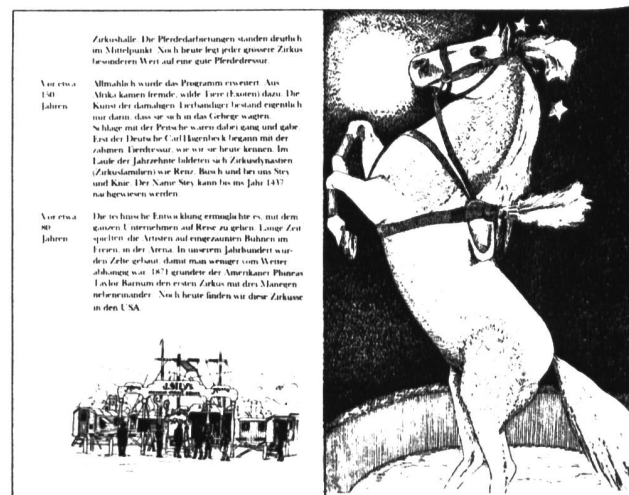 Zirkushalle. Die Pferdedarbietungen standen deutlich
im Mittelpunkt. Noch heute legt jeder grössere Zirkus
besonderen Wert auf eine gute Pferdedressur.
Vor etwa 150 Jahren
Allmählich wurde das Programm erweitert. Aus
Afrika kamen fremde, wilde Tiere (Exoten) dazu. Die
Kunst der damaligen Tierbändiger bestand eigentlich
nur darin, dass sie sich in das Gehege wagten.
Schläge mit der Peitsche waren dabei gang und gäbe.
Erst der Deutsche Carl Hagenbeck begann mit der
zahmen Tierdressur, wie wir sie heute kennen. Im
Laufe der Jahrzehnte bildeten sich Zirkusdynastien
(Zirkusfamilien) wie Renz, Busch und bei uns Stey
und Knie. Der Name Stey kann bis ins Jahr 1437
nachgewiesen werden.
Vor etwa 80 Jahren
Die technische Entwicklung ermöglichte es, mit dem
ganzen Unternehmen auf Reise zu gehen. Lange Zeit
spielten die Artisten auf eingezäunten Bühnen im
Freien, in der Arena. In unserem Jahrhundert wur-
den Zelte gebaut, damit man weniger vom Wetter
abhängig war. 1871 gründete der Amerikaner Phineas
Taylor Barnum den ersten Zirkus mit drei Manegen
nebeneinander. Noch heute finden wir diese Zirkusse
in den USA.